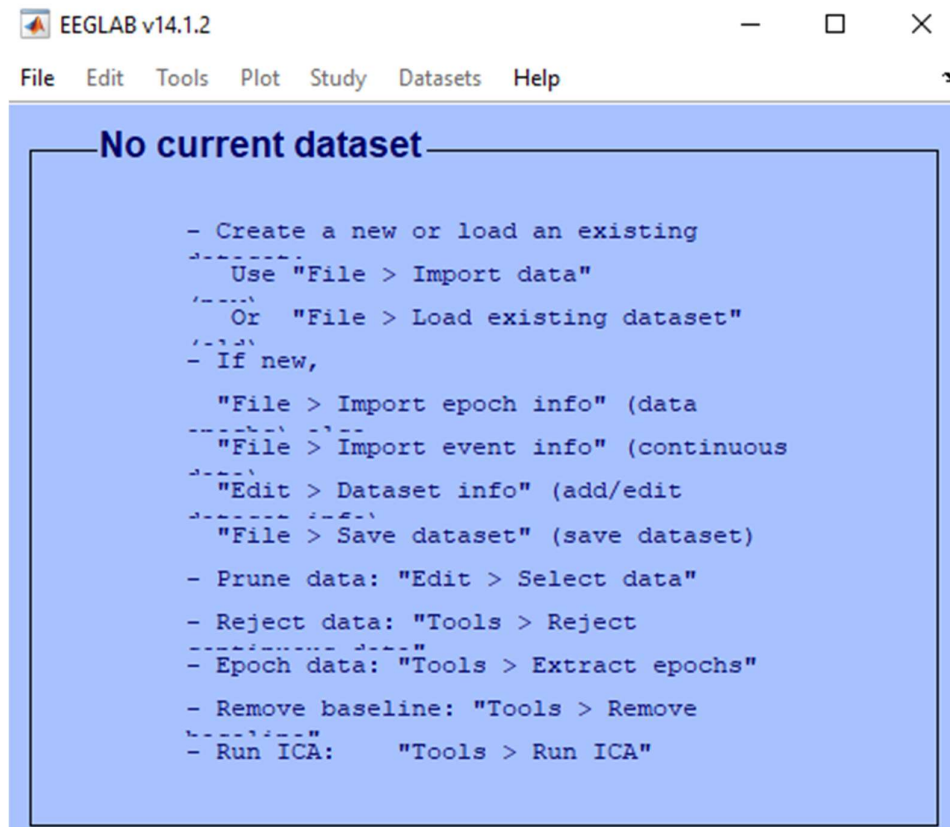 EEGLAB v14.1.2
File Edit Tools Plot Study Datasets Help
No current dataset
- Create a new or load an existing
Use "File > Import data"
Or "File > Load existing dataset"
- If new,
"File > Import epoch info" (data
"File > Import event info" (continuous
"Edit > Dataset info" (add/edit
"File > Save dataset" (save dataset)
- Prune data: "Edit > Select data"
- Reject data: "Tools > Reject
- Epoch data: "Tools > Extract epochs"
- Remove baseline: "Tools > Remove
- Run ICA: "Tools > Run ICA"